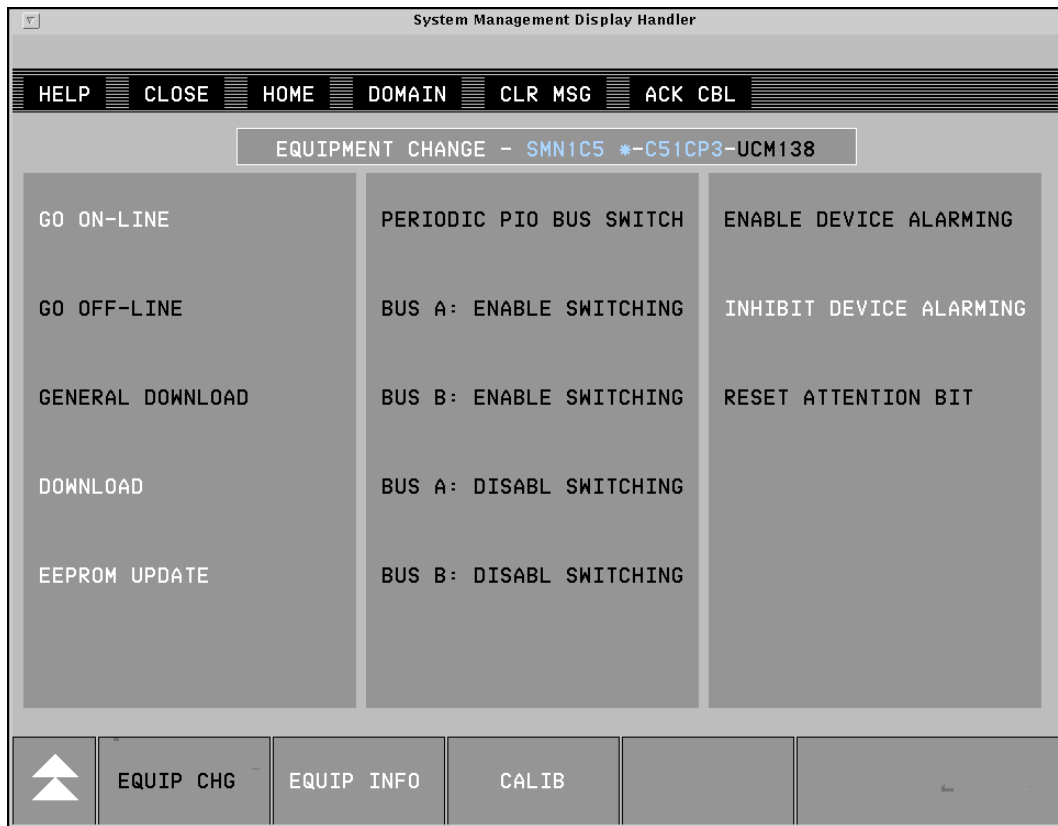 System Management Display Handler
HELP CLOSE HOME DOMAIN CLR MSG ACK CBL
EQUIPMENT CHANGE - SMN1C5 *-C51CP3-UCM138
GO ON-LINE
GO OFF-LINE
GENERAL DOWNLOAD
DOWNLOAD
EEPROM UPDATE
PERIODIC PIO BUS SWITCH
BUS A: ENABLE SWITCHING
BUS B: ENABLE SWITCHING
BUS A: DISABL SWITCHING
BUS B: DISABL SWITCHING
ENABLE DEVICE ALARMING
INHIBIT DEVICE ALARMING
RESET ATTENTION BIT
EQUIP CHG EQUIP INFO CALIB